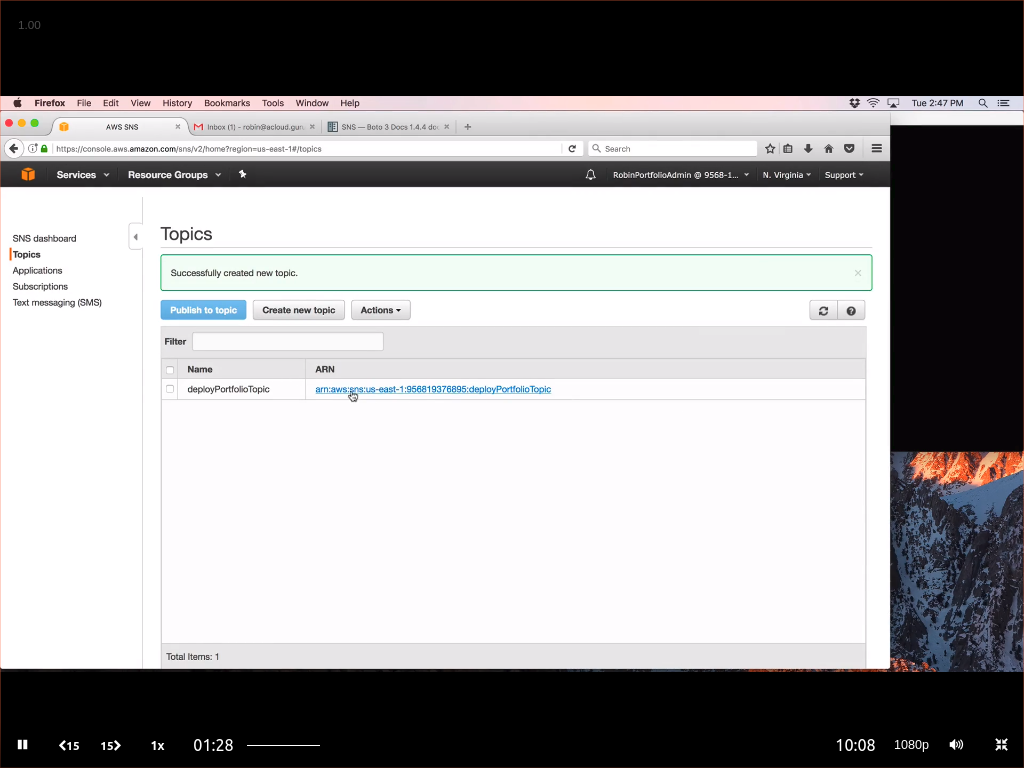 1.00
Firefox File Edit View History Bookmarks Tools Window Help Tue 2:47 PM
AWS SNS × Inbox (1) - robin@acloud.gur × SNS — Boto 3 Docs 1.4.4 do × +
https://console.aws.amazon.com/sns/v2/home?region=us-east-1#/topics Search
Services Resource Groups RobinPortfolioAdmin @ 9568-1... N. Virginia Support
SNS dashboard
Topics
Applications
Subscriptions
Text messaging (SMS)
Topics
Successfully created new topic. ×
Publish to topic Create new topic Actions
Filter
Name ARN
deployPortfolioTopic arn:aws:sns:us-east-1:956819376895:deployPortfolioTopic
Total Items: 1
15 15 1x 01:28 10:08 1080p